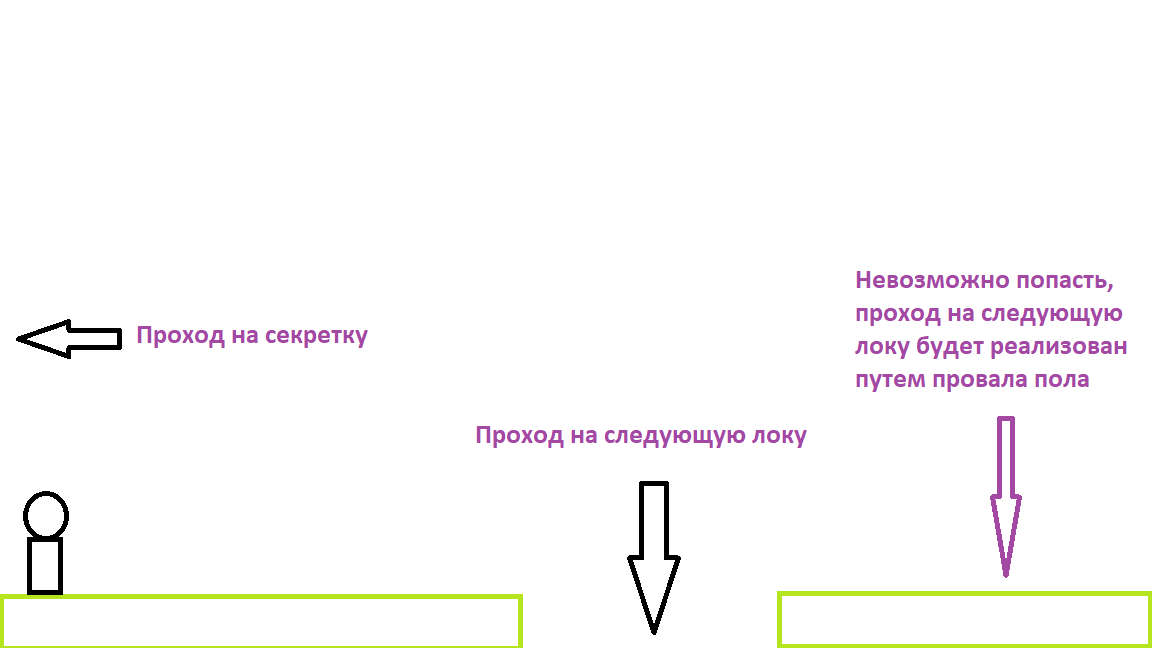 Невозможно попасть,
проход на следующую
локу будет реализован
путем провала пола
Проход на секретку
Проход на следующую локу